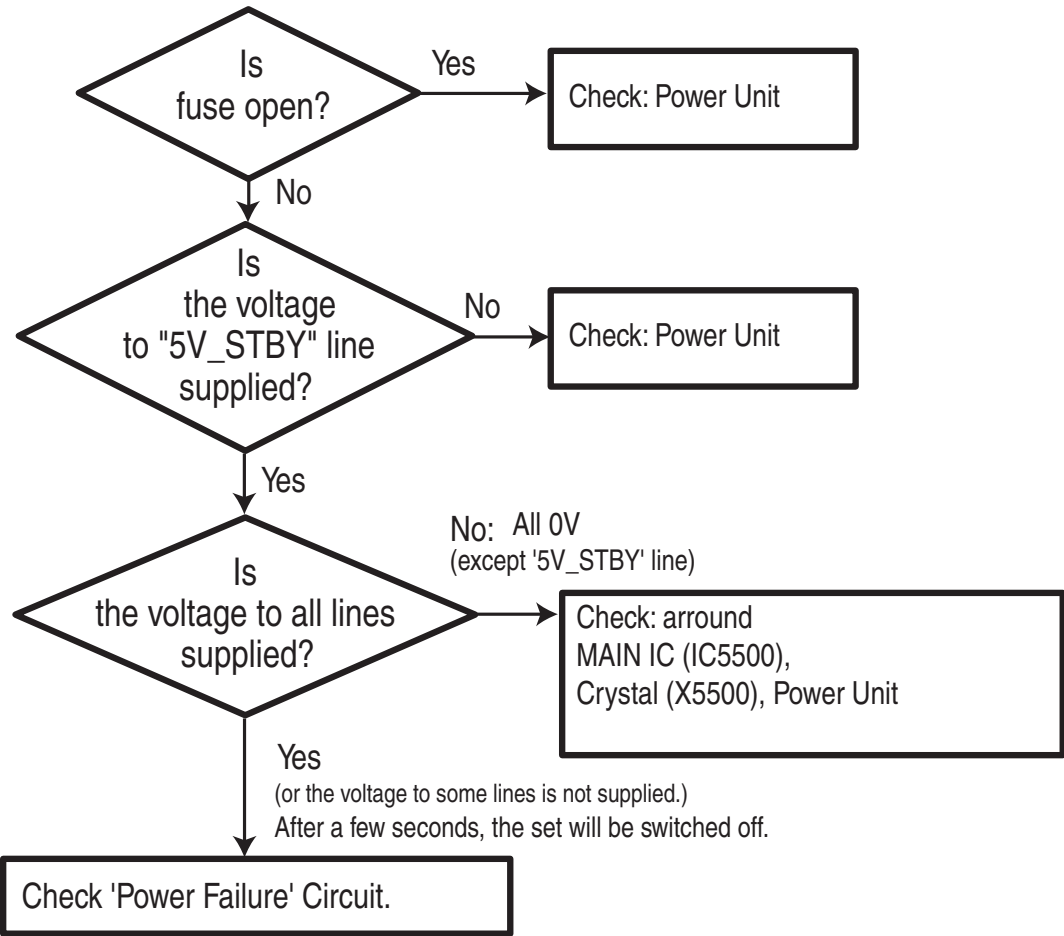 Is
fuse open?
Yes
Check: Power Unit
No
Is
the voltage
to "5V_STBY" line
supplied?
No
Check: Power Unit
Yes
Is
the voltage to all lines
supplied?
No: All 0V
(except '5V_STBY' line)
Check: arround
MAIN IC (IC5500),
Crystal (X5500), Power Unit
Yes
(or the voltage to some lines is not supplied.)
After a few seconds, the set will be switched off.
Check 'Power Failure' Circuit.